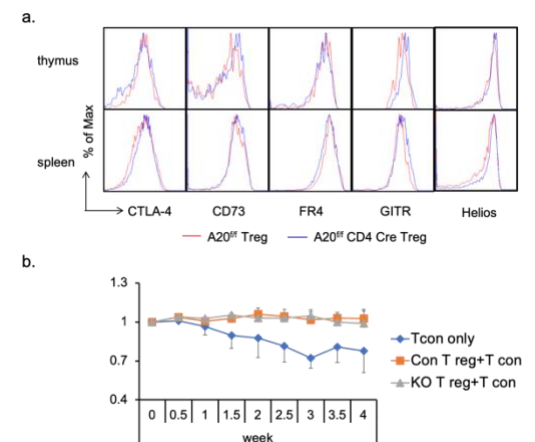 a.
thymus
spleen
% of Max
CTLA-4 CD73 FR4 GITR Helios
A20f/f Treg A20f/f CD4 Cre Treg
b.
1.3
1
0.7
0.4
0 0.5 1 1.5 2 2.5 3 3.5 4
week
Tcon only
Con T reg+T con
KO T reg+T con